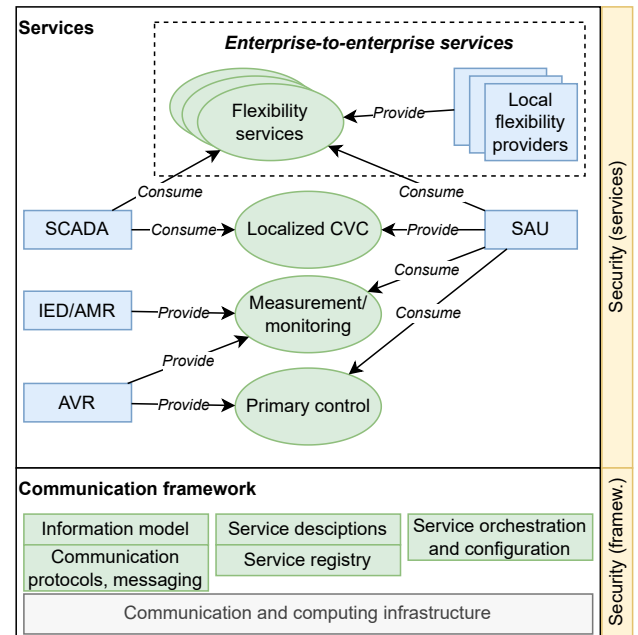 Services
Enterprise-to-enterprise services
Flexibility
services
Provide
Local
flexibility
providers
Consume
Consume
SCADA
Consume
Localized CVC
Provide
SAU
Consume
IED/AMR
Provide
Measurement/
monitoring
Consume
Provide
AVR
Provide
Primary control
Security (services)
Communication framework
Information model
Service desciptions
Service orchestration
and configuration
Communication
protocols, messaging
Service registry
Communication and computing infrastructure
Security (framew.)